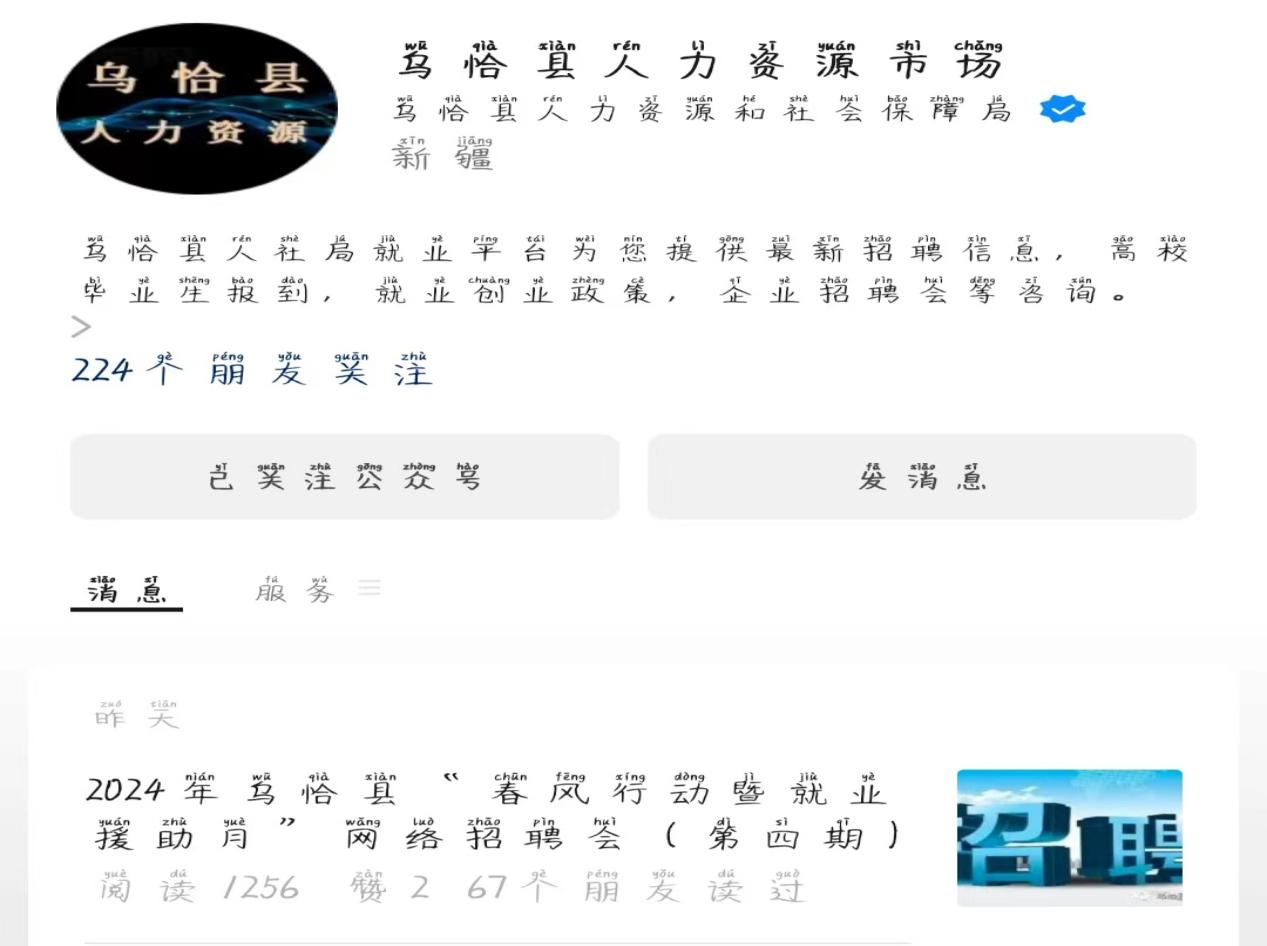 乌恰县
人力资源
乌恰县人力资源市场
乌恰县人力资源和社会保障局
新疆
乌恰县人社局就业平台为您提供最新招聘信息，高校
毕业生报到，就业创业政策，企业招聘会等咨询。
224个朋友关注
已关注公众号
发消息
消息
服务
昨天
2024年乌恰县“春风行动暨就业
援助月”网络招聘会（第四期）
阅读1256 赞2 67个朋友读过
招聘